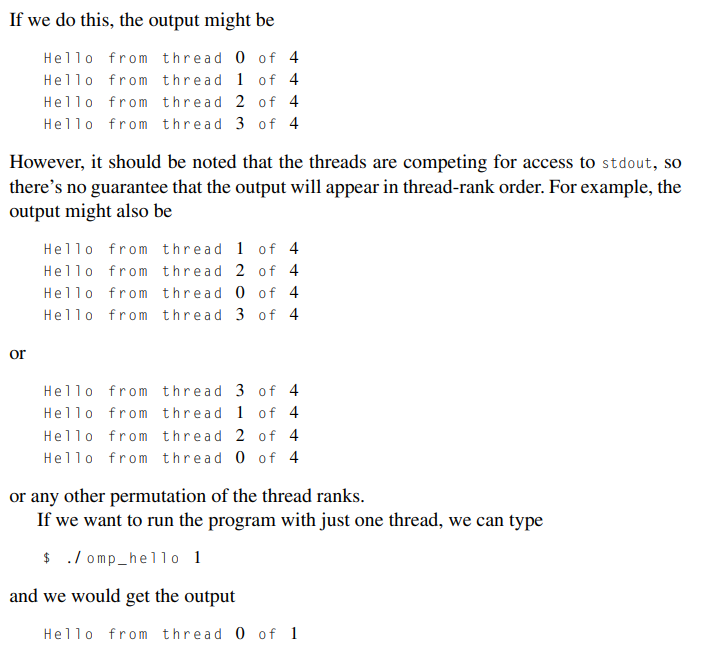 If we do this, the output might be
Hello from thread 0 of 4
Hello from thread 1 of 4
Hello from thread 2 of 4
Hello from thread 3 of 4
However, it should be noted that the threads are competing for access to stdout, so
there's no guarantee that the output will appear in thread-rank order. For example, the
output might also be
Hello from thread 1 of 4
Hello from thread 2 of 4
Hello from thread 0 of 4
Hello from thread 3 of 4
or
Hello from thread 3 of 4
Hello from thread 1 of 4
Hello from thread 2 of 4
Hello from thread 0 of 4
or any other permutation of the thread ranks.
If we want to run the program with just one thread, we can type
$ ./omp_hello 1
and we would get the output
Hello from thread 0 of 1